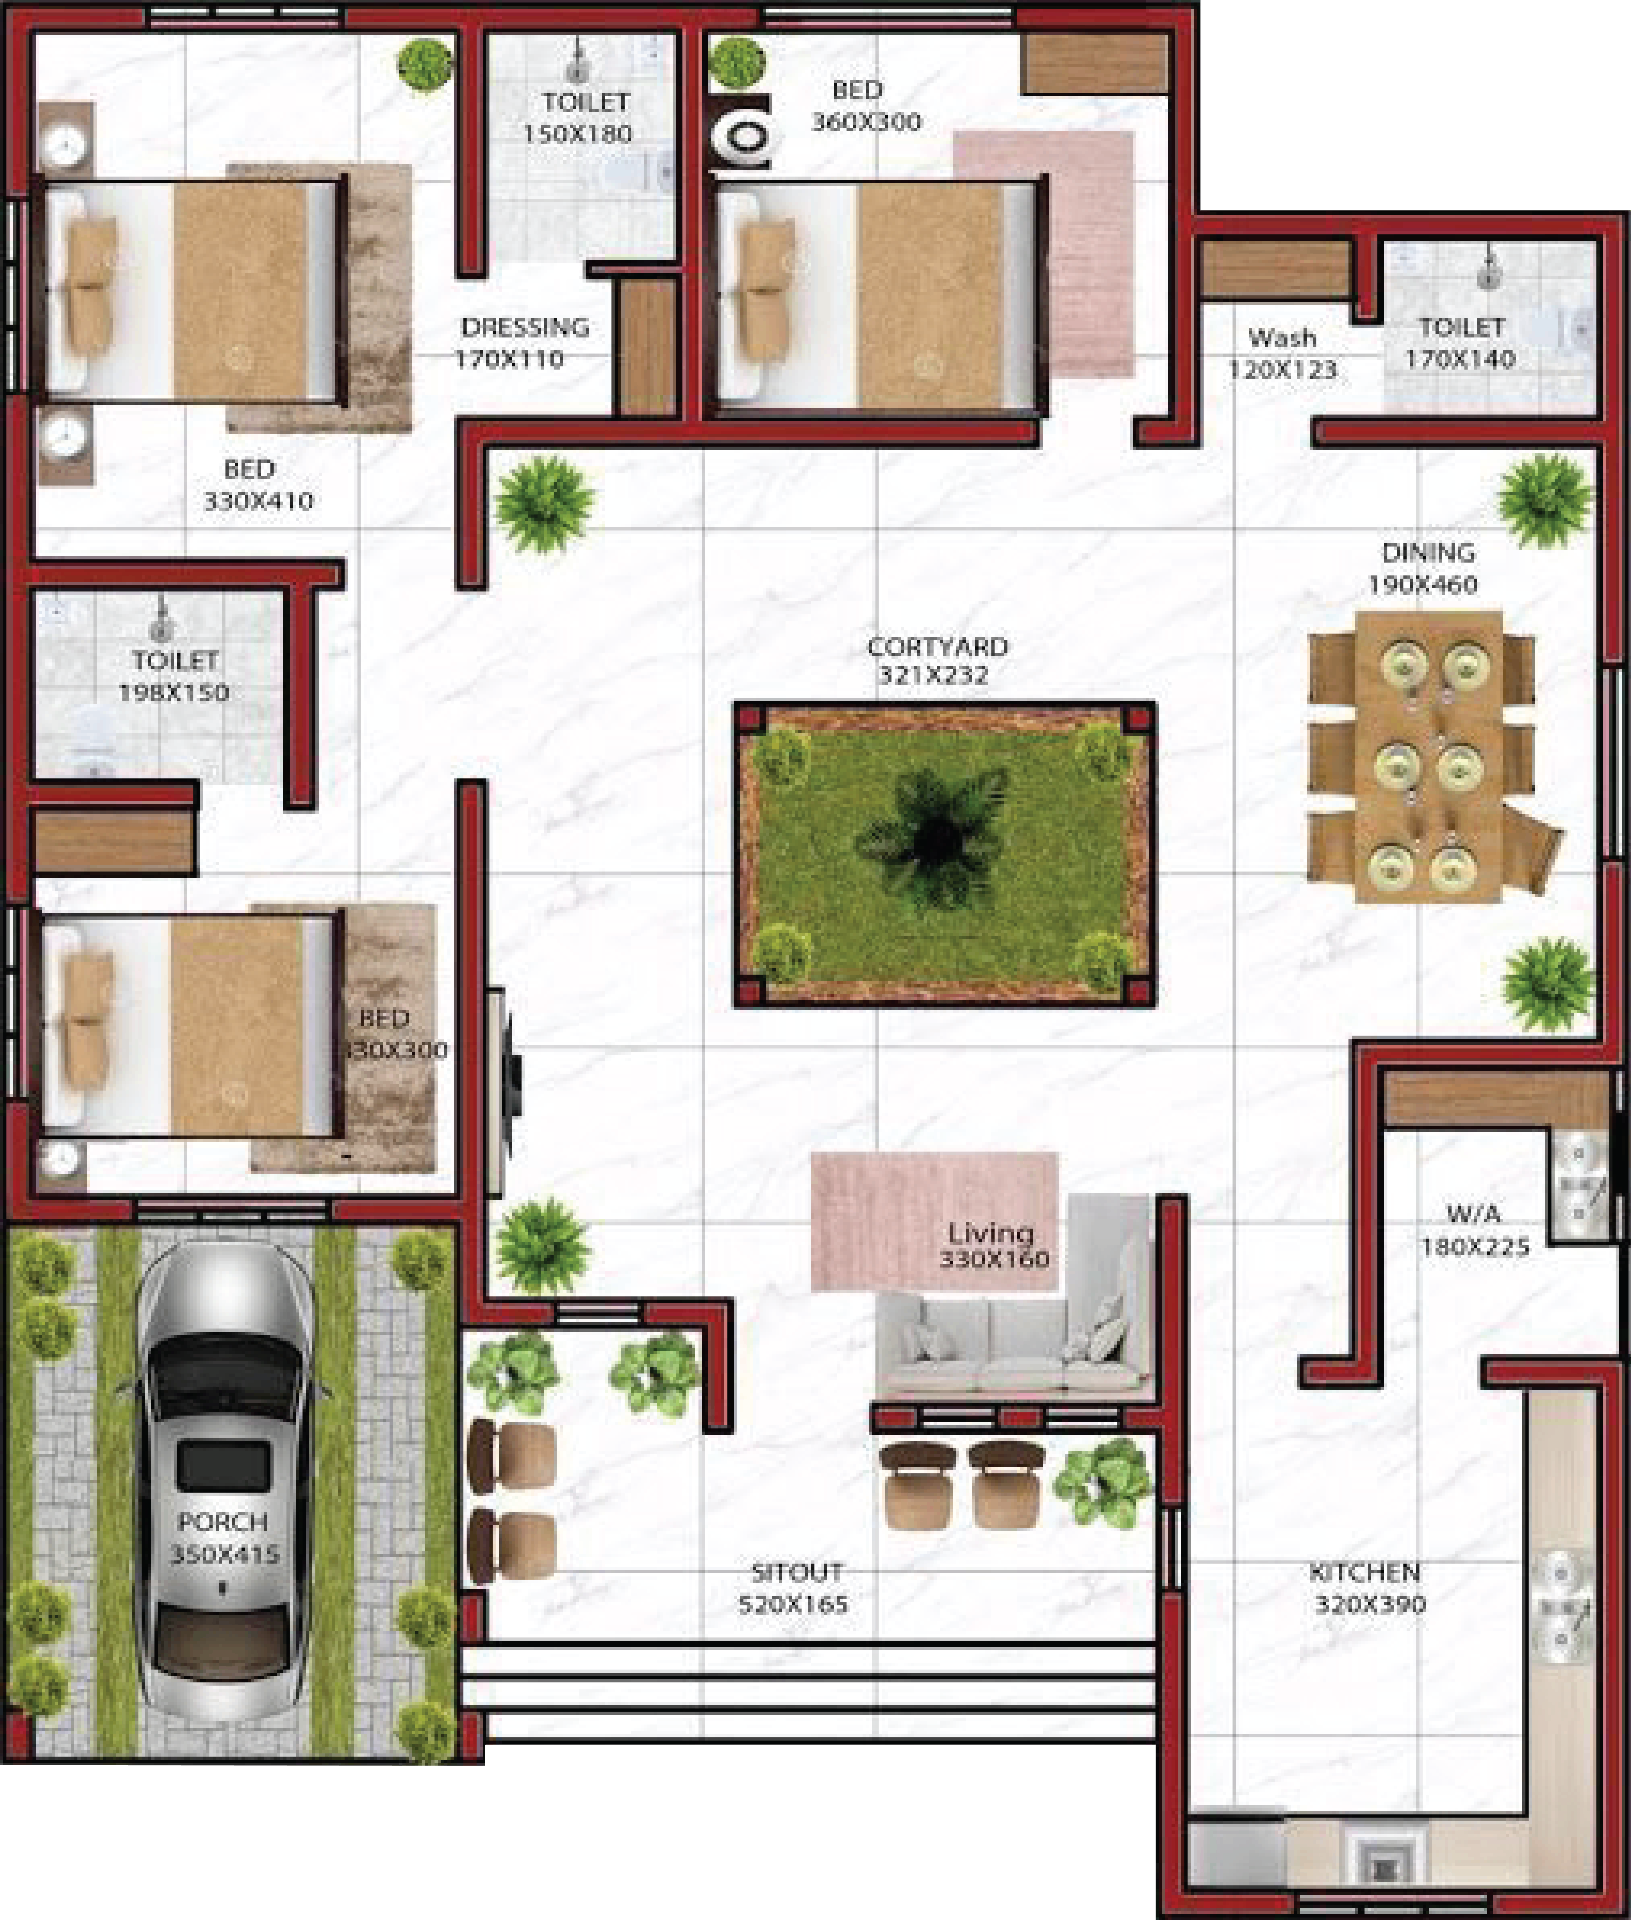 TOILET
150X180
BED
360X300
DRESSING
170X110
Wash
120X123
TOILET
170X140
BED
330X410
DINING
190X460
TOILET
198X150
CORTYARD
321X232
BED
330X300
W/A
180X225
Living
330X160
PORCH
350X415
SITOUT
520X165
KITCHEN
320X390